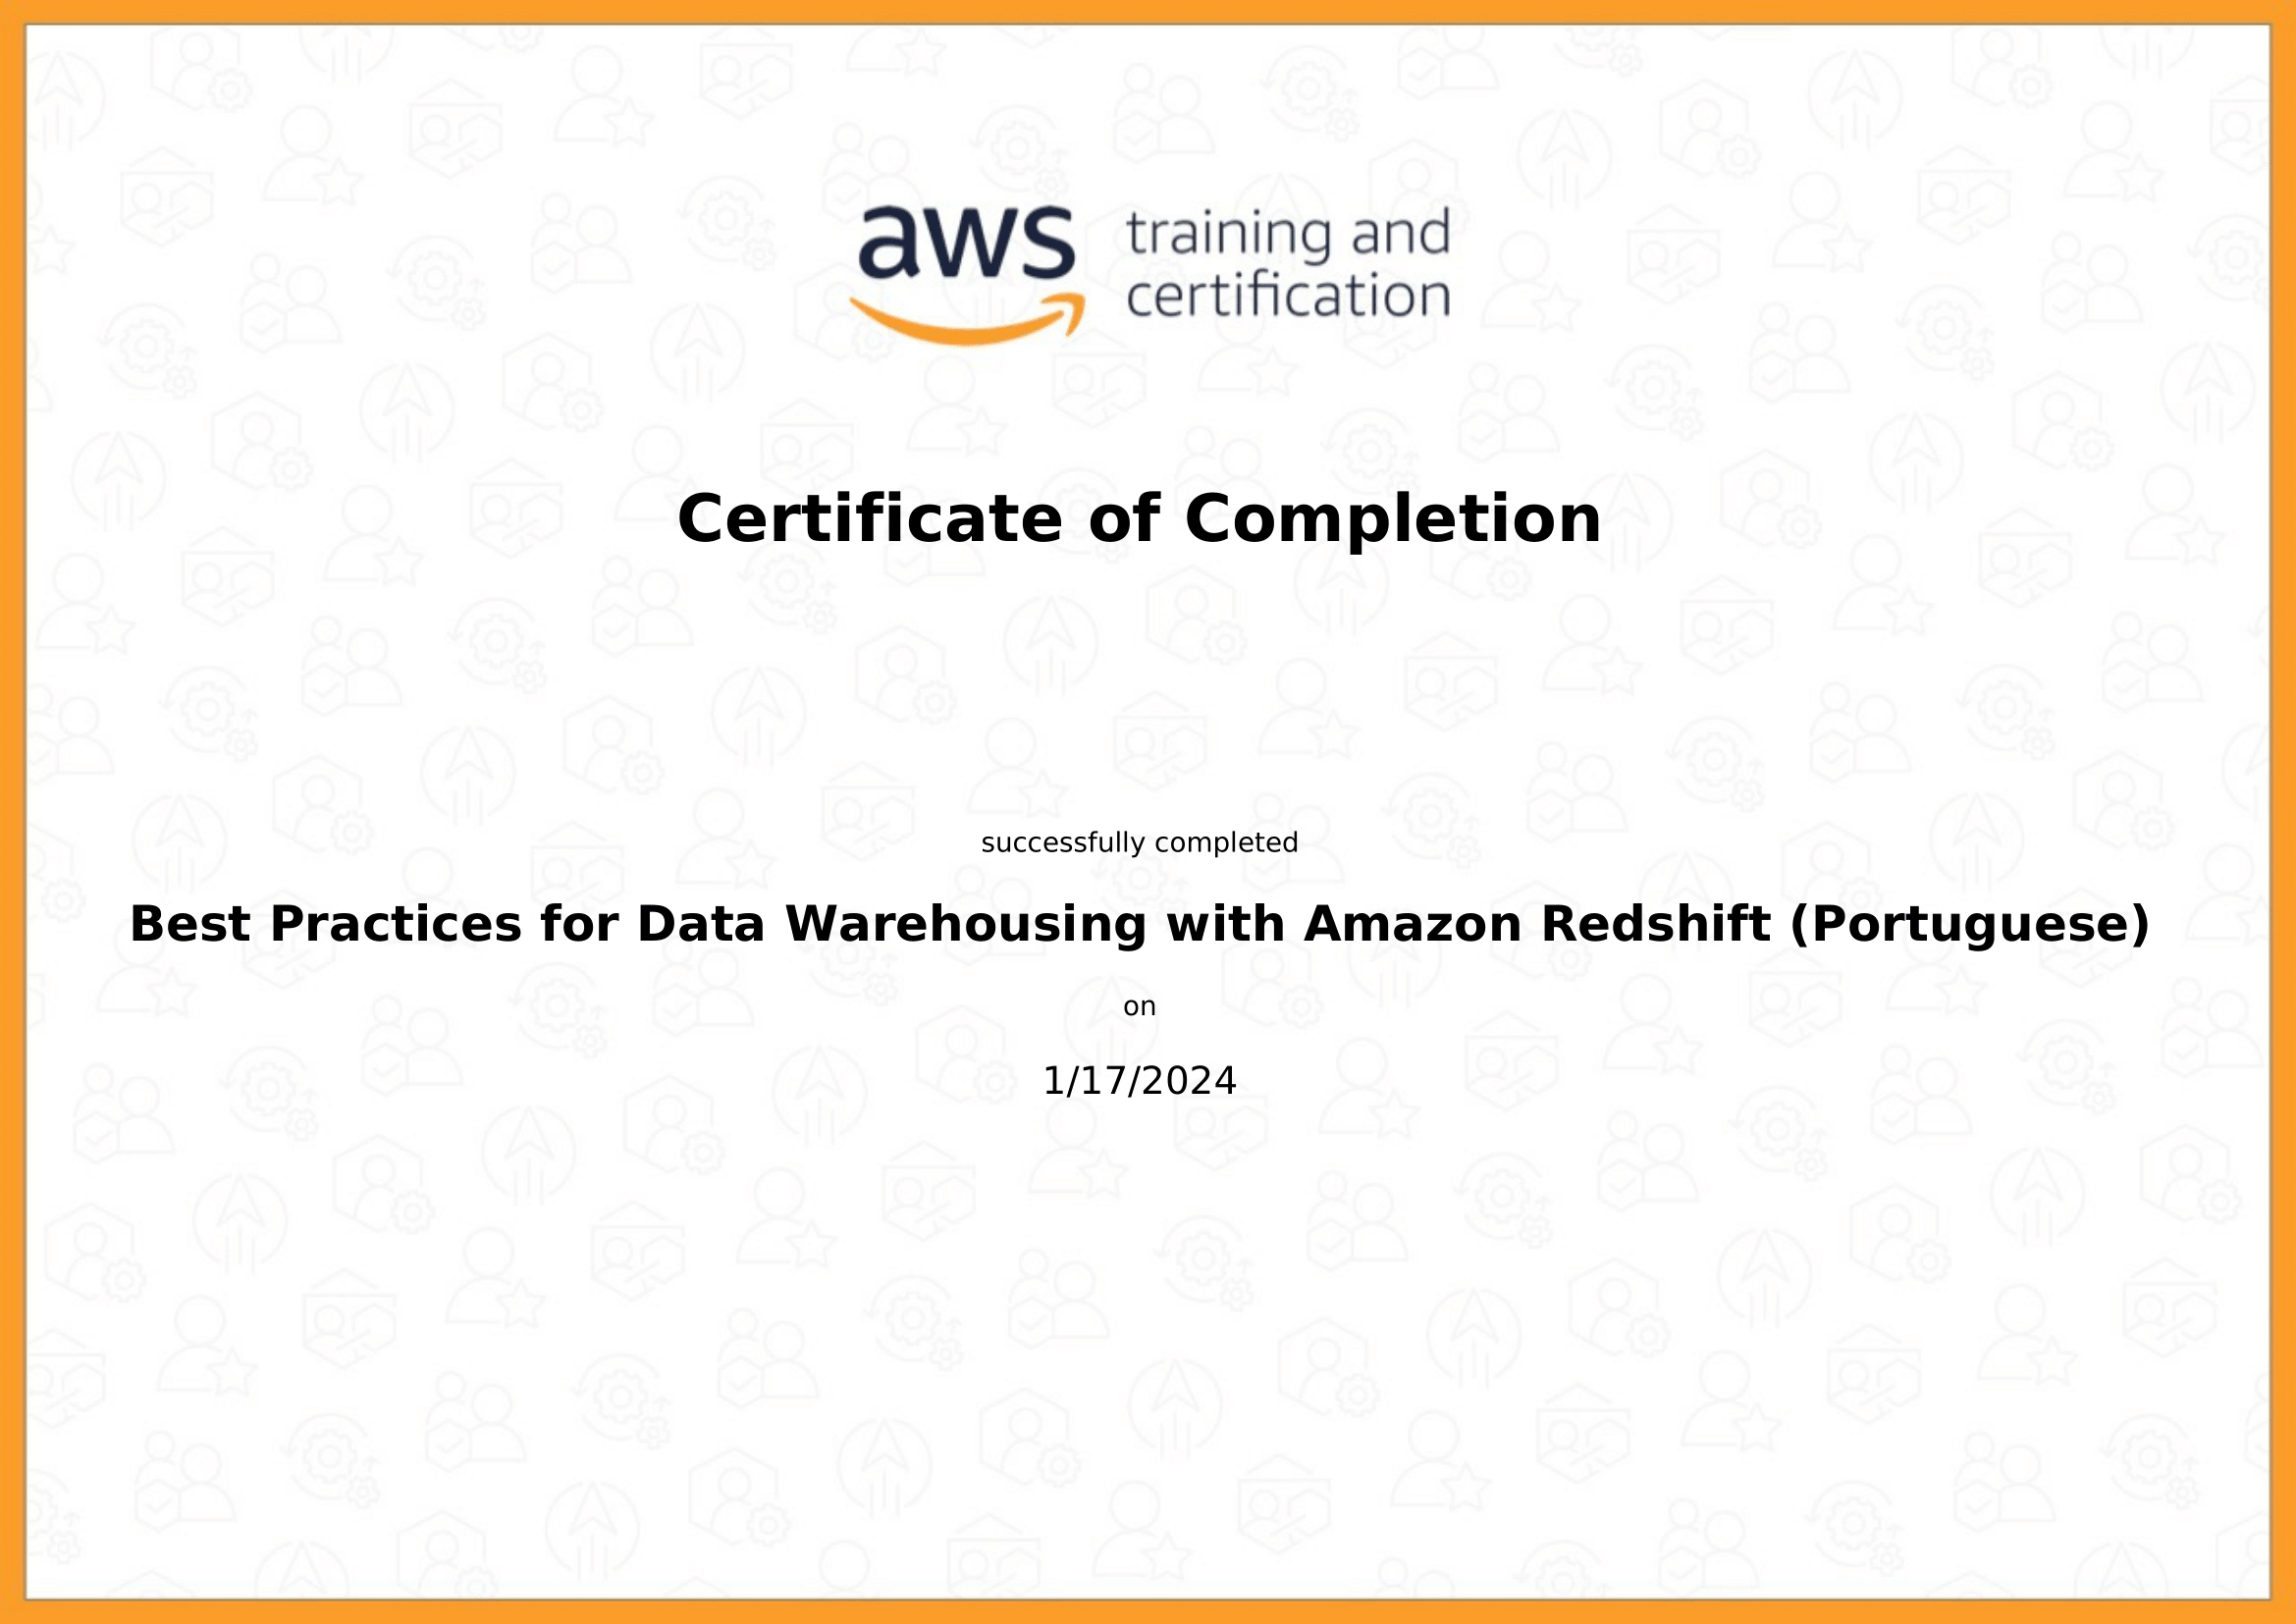 aws training and
certification
Certificate of Completion
successfully completed
Best Practices for Data Warehousing with Amazon Redshift (Portuguese)
on
1/17/2024